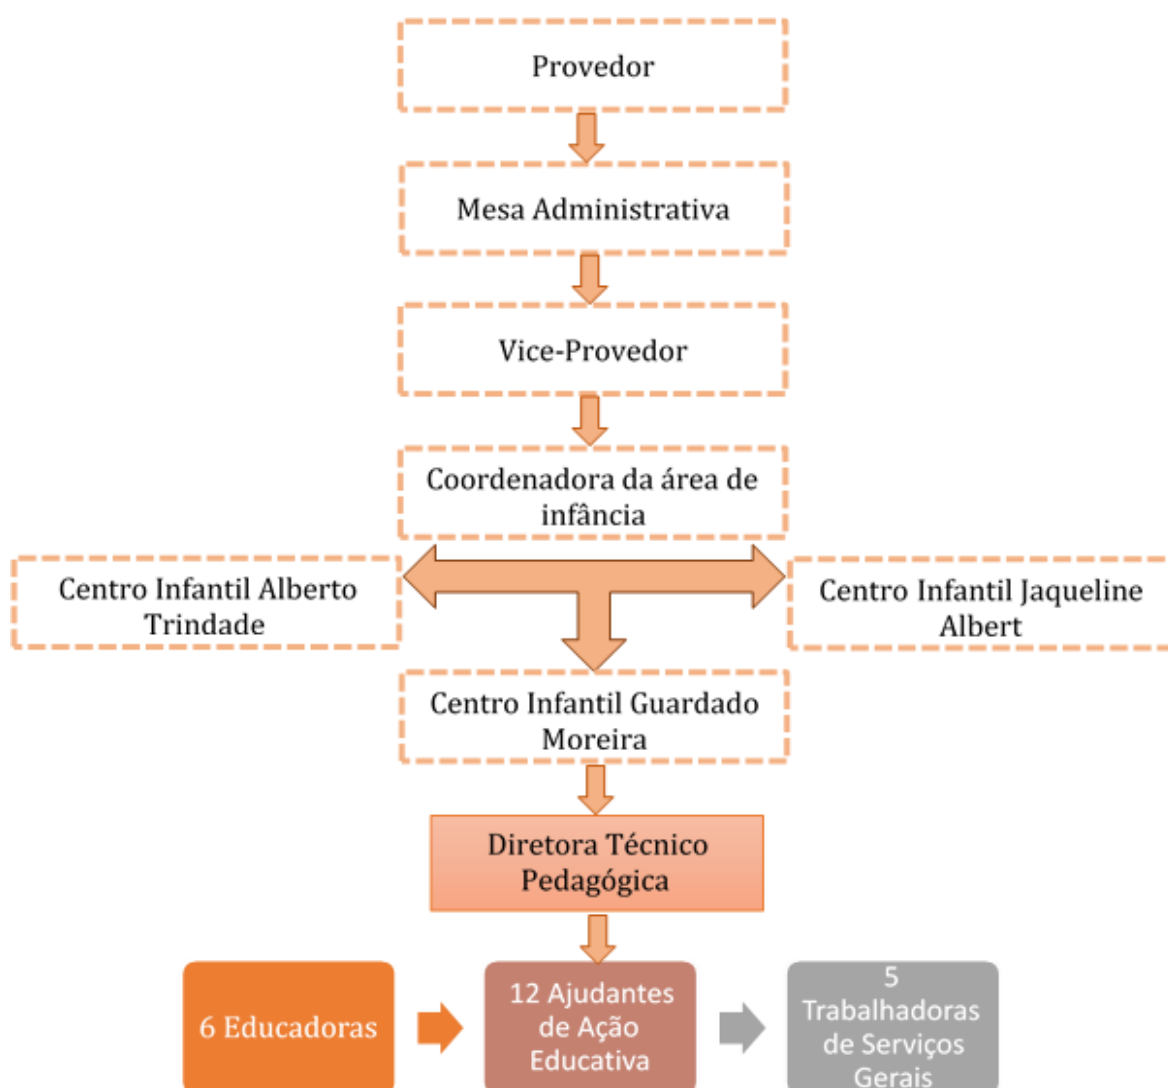 Provedor
Mesa Administrativa
Vice-Provedor
Coordenadora da área de
infância
Centro Infantil Alberto
Trindade
Centro Infantil Jaqueline
Albert
Centro Infantil Guardado
Moreira
Diretora Técnico
Pedagógica
6 Educadoras
12 Ajudantes
de Ação
Educativa
5
Trabalhadoras
de Serviços
Gerais